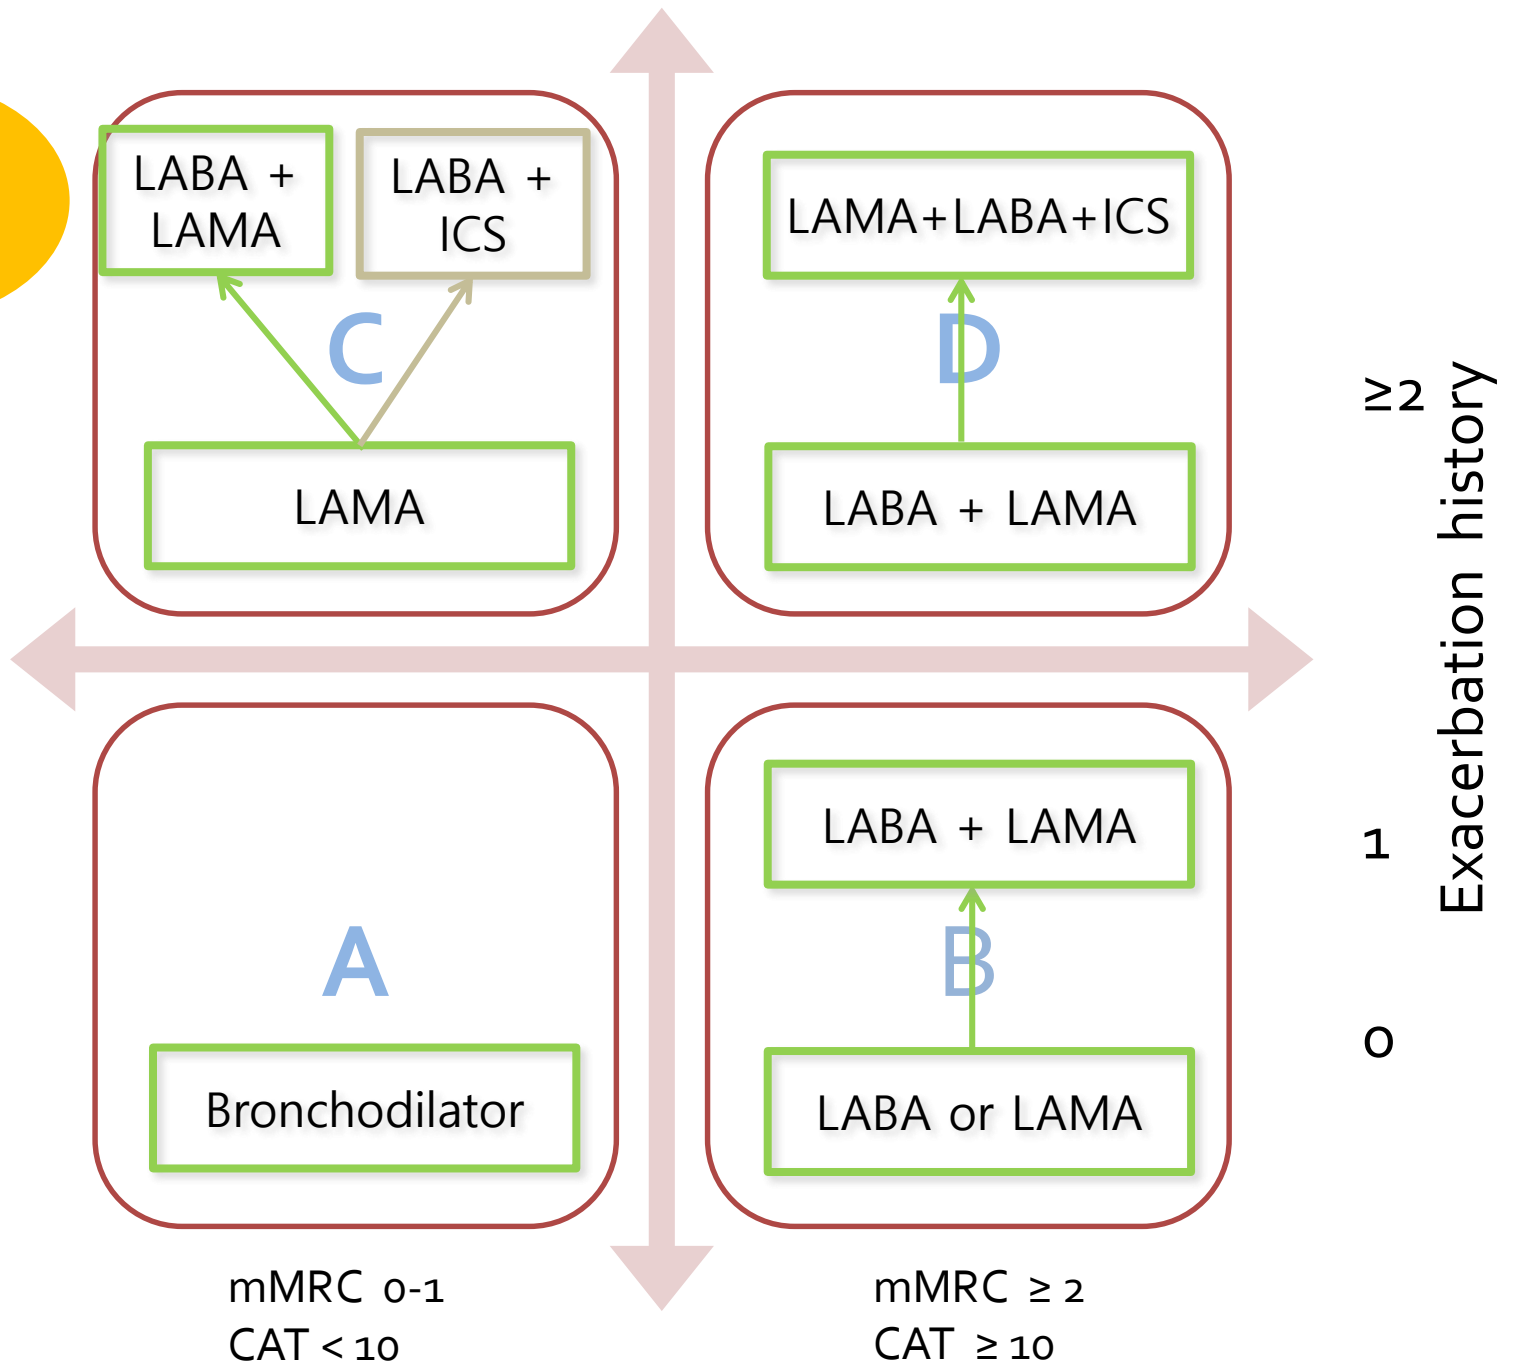 LABA +
LAMA
LABA +
ICS
C
LAMA
LAMA+LABA+ICS
D
LABA + LAMA
≥2
Exacerbation history
A
Bronchodilator
LABA + LAMA
B
LABA or LAMA
1
0
mMRC 0-1
CAT < 10
mMRC ≥ 2
CAT ≥ 10